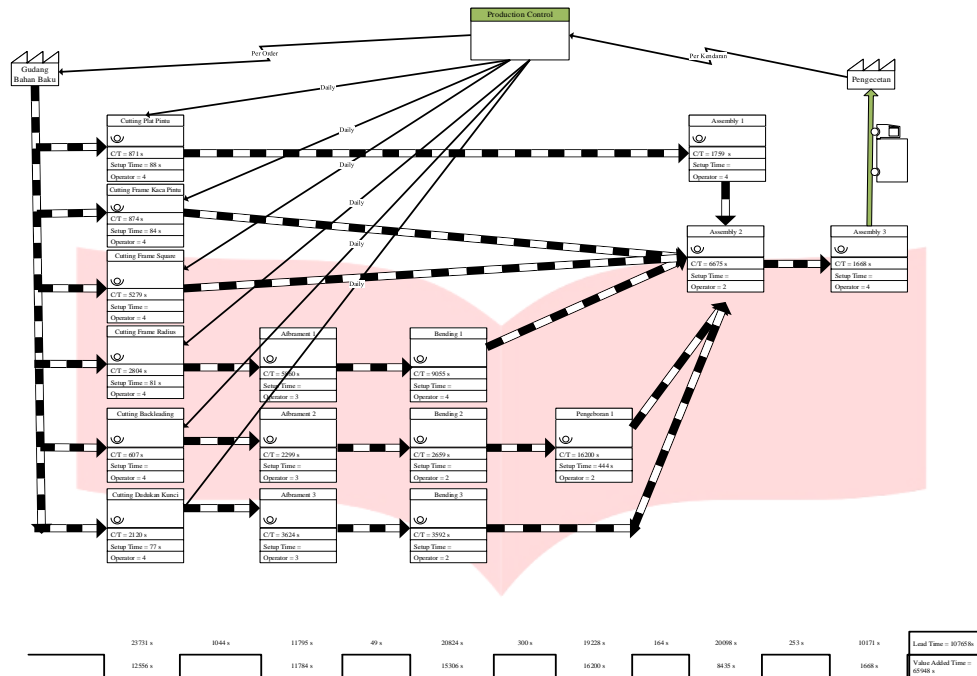 Production Control
Per Order
Per Kendaran
Gudang
Bahan Baku
Pengecetan
Daily
Daily
Daily
Daily
Daily
Daily
Cutting Plat Pintu
C/T = 871 s
Setup Time = 88 s
Operator = 4
Assembly 1
C/T = 1759 s
Setup Time =
Operator = 4
Cutting Frame Kaca Pintu
C/T = 874 s
Setup Time = 84 s
Operator = 4
Cutting Frame Square
C/T = 5279 s
Setup Time =
Operator = 4
Assembly 2
C/T = 6675 s
Setup Time =
Operator = 2
Assembly 3
C/T = 1668 s
Setup Time =
Operator = 4
Cutting Frame Radius
C/T = 2804 s
Setup Time = 81 s
Operator = 4
Afbrament 1
Setup Time =
Operator = 3
Bending 1
C/T = 9055 s
Setup Time =
Operator = 4
Cutting Backleading
C/T = 607 s
Setup Time =
Operator = 4
Afbrament 2
C/T = 2299 s
Setup Time =
Operator = 3
Bending 2
C/T = 2659 s
Setup Time =
Operator = 2
Pengeboran 1
C/T = 16200 s
Setup Time = 444 s
Operator = 2
Cutting Dudukan Kunci
C/T = 2120 s
Setup Time = 77 s
Operator = 4
Afbrament 3
C/T = 3624 s
Setup Time =
Operator = 3
Bending 3
C/T = 3592 s
Setup Time =
Operator = 2
23731 s 1044 s 11795 s 49 s 20824 s 300 s 19228 s 164 s 20098 s 253 s 10171 s
Lead Time = 107658s
12556 s 11784 s 15306 s 16200 s 8435 s 1668 s
Value Added Time =
65948 s